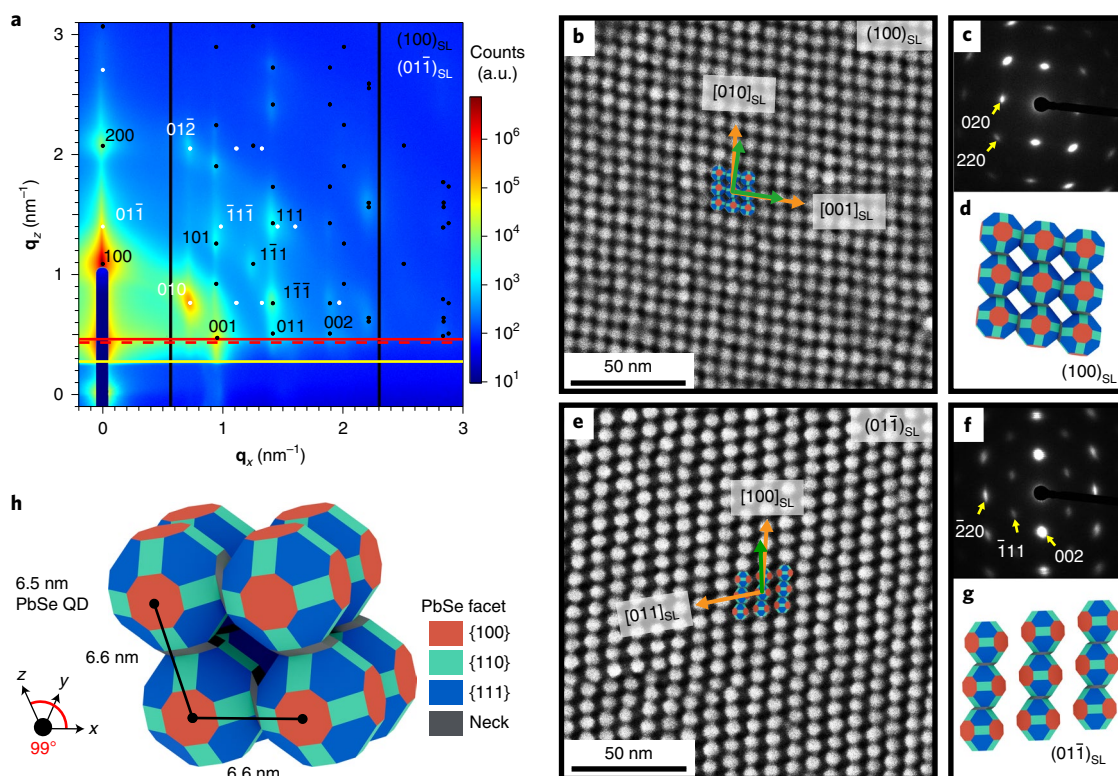 a
3
2
1
0
q_z (nm⁻¹)
0
1
2
3
q_x (nm⁻¹)
(100)SL
(011̄)SL
200
012̄
011̄
1̄11̄
111
101
100
11̄1
11̄1̄
010
001
011
002
Counts
(a.u.)
10⁶
10⁵
10⁴
10³
10²
10¹
b
(100)SL
[010]SL
[001]SL
50 nm
c
020
220
d
(100)SL
e
(011̄)SL
[100]SL
[011]SL
50 nm
f
2̄20
1̄11
002
g
(011̄)SL
h
6.5 nm
PbSe QD
6.6 nm
6.6 nm
z
y
x
99°
PbSe facet
{100}
{110}
{111}
Neck